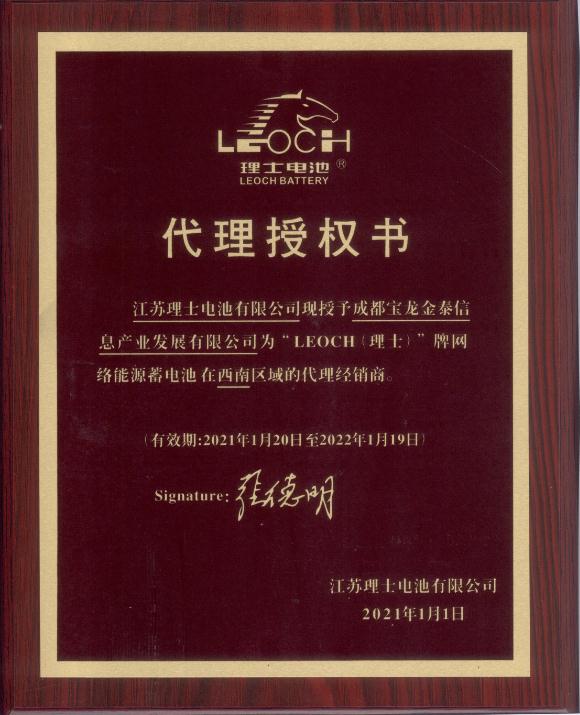 LEOCH
理士电池®
LEOCH BATTERY
代理授权书
江苏理士电池有限公司现授予成都宝龙金泰信
息产业发展有限公司为“LEOCH(理士)”牌网
络能源蓄电池在西南区域的代理经销商。
(有效期:2021年1月20日至2022年1月19日)
Signature: 张德明
江苏理士电池有限公司
2021年1月1日